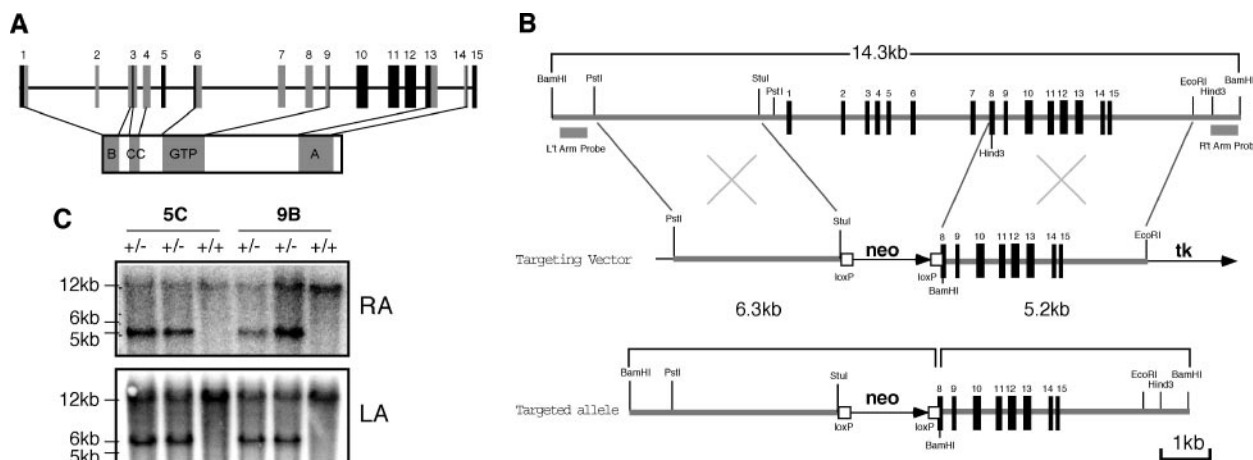 A
1 2 3 4 5 6 7 8 9 10 11 12 13 14 15
B CC GTP A
C
5C 9B
+/- +/- +/+ +/- +/- +/+
12kb
6kb
5kb
RA
12kb
6kb
5kb
LA
B
14.3kb
BamHI PstI StuI PstI EcoRI Hind3 BamHI
1 2 3 4 5 6 7 8 9 10 11 12 13 14 15
L't Arm Probe Hind3 R't Arm Prob
PstI StuI EcoRI
8 9 10 11 12 13 14 15
Targeting Vector neo tk
loxP loxP
BamHI
6.3kb 5.2kb
BamHI PstI StuI EcoRI Hind3 BamHI
8 9 10 11 12 13 14 15
Targeted allele neo
loxP loxP
BamHI
1kb